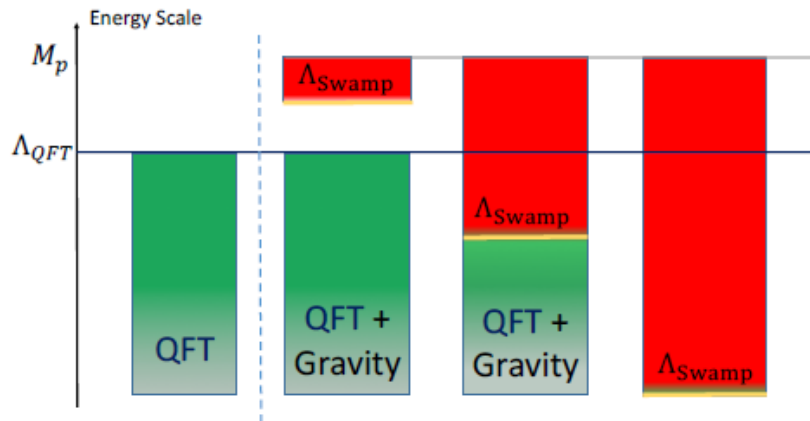 Energy Scale
M_p
Λ_QFT
QFT
Λ_Swamp
QFT +
Gravity
Λ_Swamp
QFT +
Gravity
Λ_Swamp